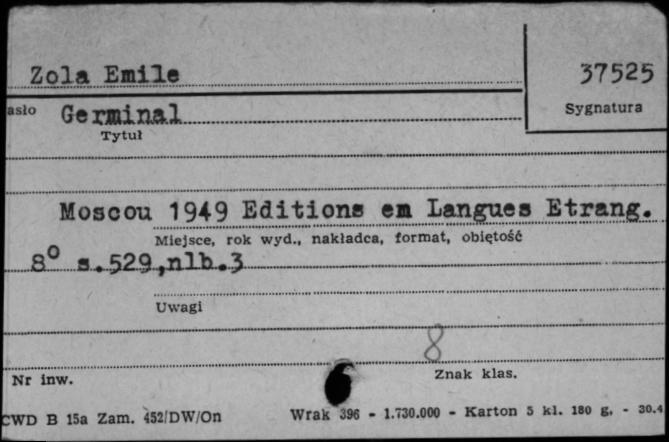 Zola Emile
37525
asło
Germinal
Sygnatura
Tytuł
Moscou 1949 Editions en Langues Etrang.
Miejsce, rok wyd., nakładca, format, objętość
8° s.529,nlb.3
Uwagi
8
Nr inw.
Znak klas.
CWD B 15a Zam. 452/DW/On
Wrak 396 - 1.730.000 - Karton 5 kl. 180 g. - 30.4